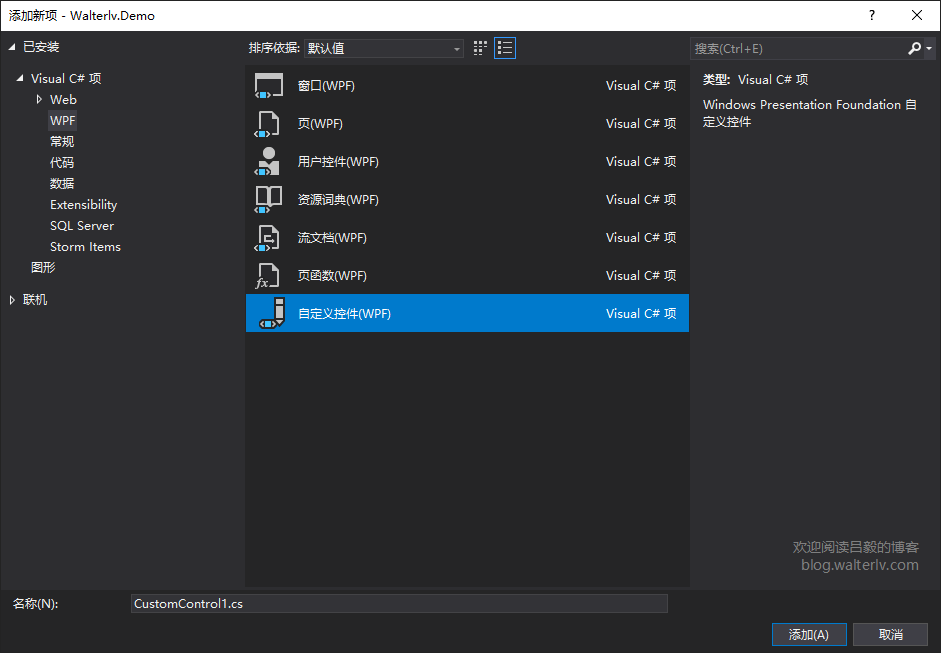 添加新项 - Walterlv.Demo
?
已安装
排序依据: 默认值
搜索(Ctrl+E)
Visual C# 项
Web
WPF
常规
代码
数据
Extensibility
SQL Server
Storm Items
图形
联机
窗口(WPF) Visual C# 项
页(WPF) Visual C# 项
用户控件(WPF) Visual C# 项
资源词典(WPF) Visual C# 项
流文档(WPF) Visual C# 项
页函数(WPF) Visual C# 项
自定义控件(WPF) Visual C# 项
类型: Visual C# 项
Windows Presentation Foundation 自
定义控件
欢迎阅读吕毅的博客
blog.walterlv.com
名称(N): CustomControl1.cs
添加(A) 取消